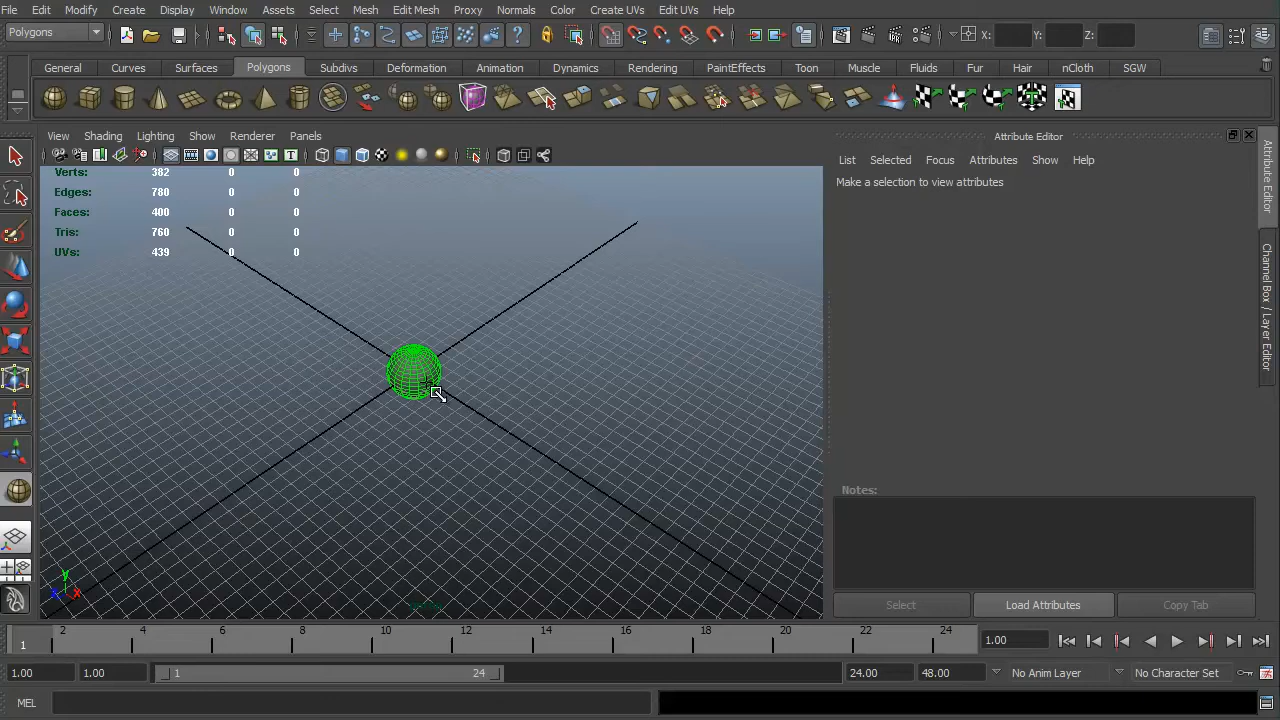 File Edit Modify Create Display Window Assets Select Mesh Edit Mesh Proxy Normals Color Create UVs Edit UVs Help
Polygons X: Y: Z:
General Curves Surfaces Polygons Subdivs Deformation Animation Dynamics Rendering PaintEffects Toon Muscle Fluids Fur Hair nCloth SGW
View Shading Lighting Show Renderer Panels
Attribute Editor
List Selected Focus Attributes Show Help
Make a selection to view attributes
Verts: 382 0 0
Edges: 780 0 0
Faces: 400 0 0
Tris: 760 0 0
UVs: 439 0 0
Attribute Editor
Channel Box / Layer Editor
Notes:
y
x
Select Load Attributes Copy Tab
1 2 4 6 8 10 12 14 16 18 20 22 24 1.00
1.00 1.00 1 24 24.00 48.00 No Anim Layer No Character Set
MEL